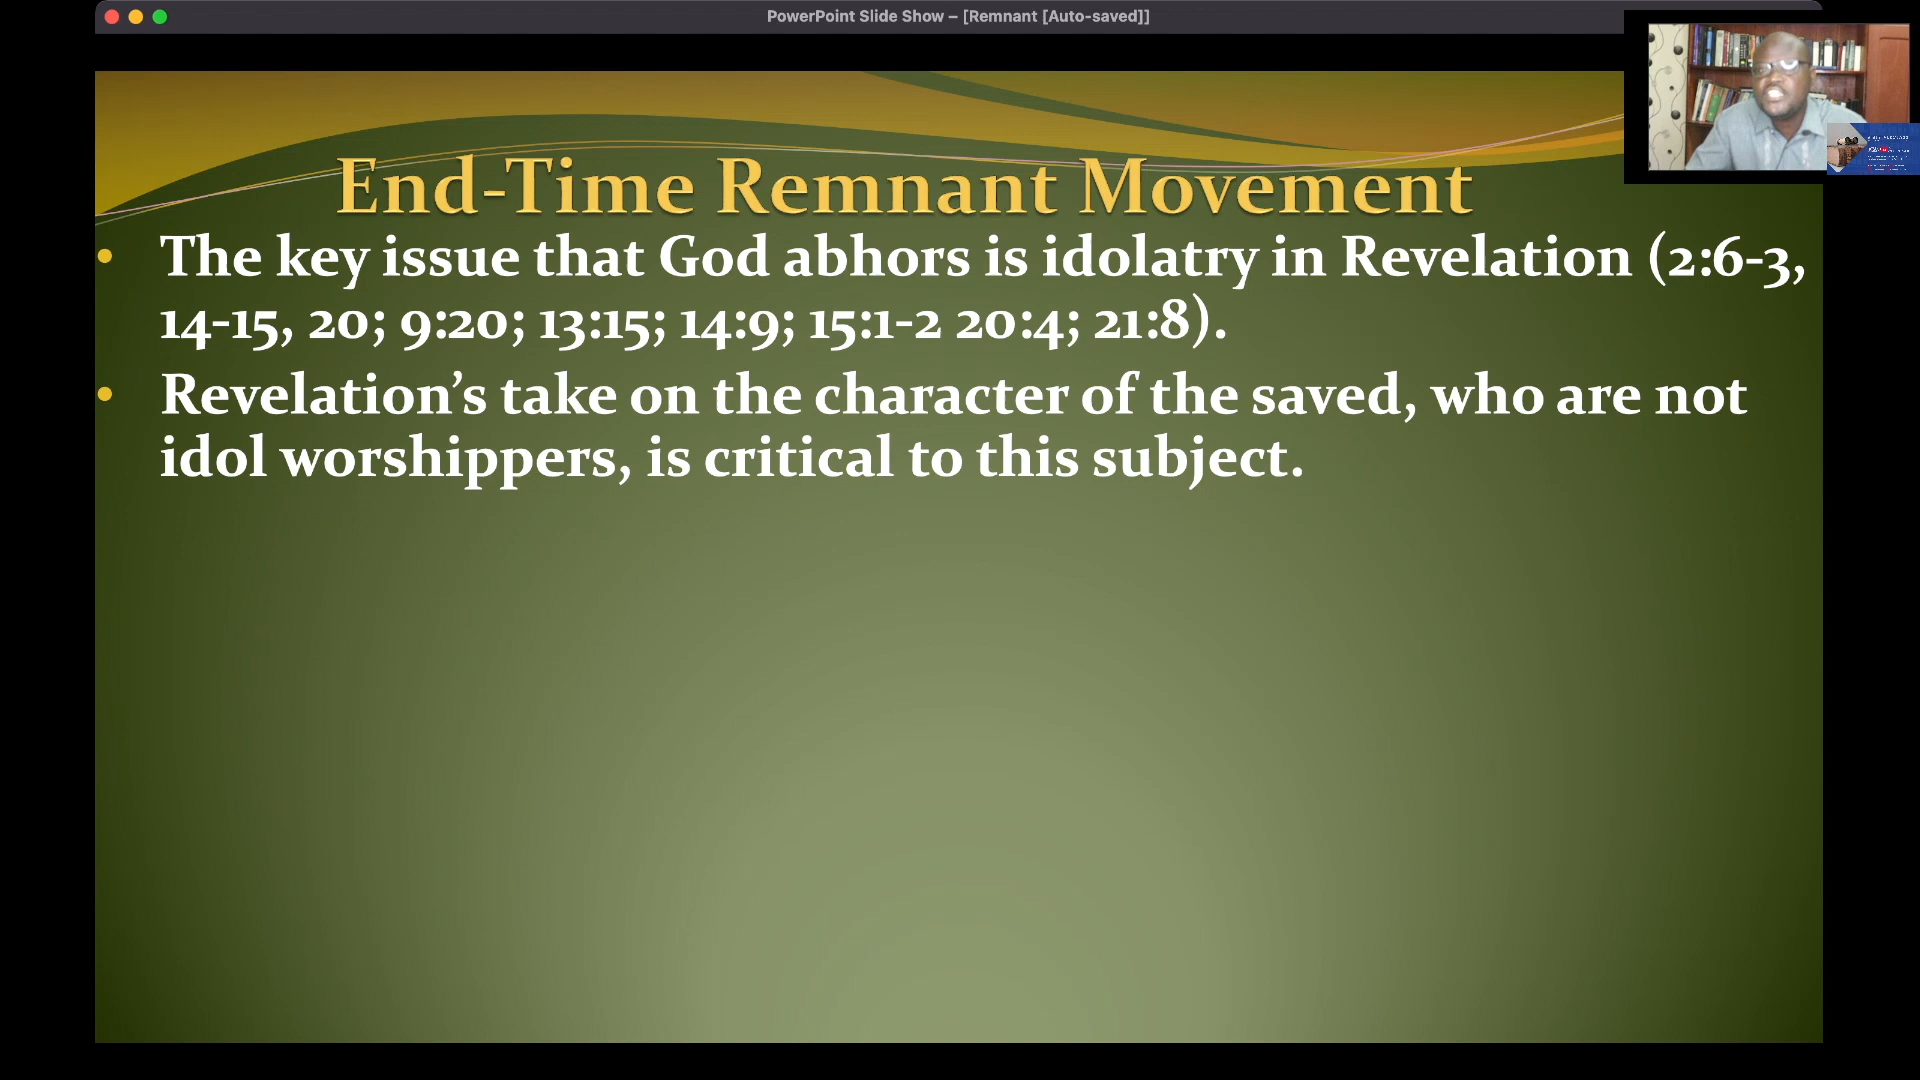 PowerPoint Slide Show – [Remnant [Auto-saved]]
End-Time Remnant Movement
• The key issue that God abhors is idolatry in Revelation (2:6-3,
14-15, 20; 9:20; 13:15; 14:9; 15:1-2 20:4; 21:8).
• Revelation’s take on the character of the saved, who are not
idol worshippers, is critical to this subject.